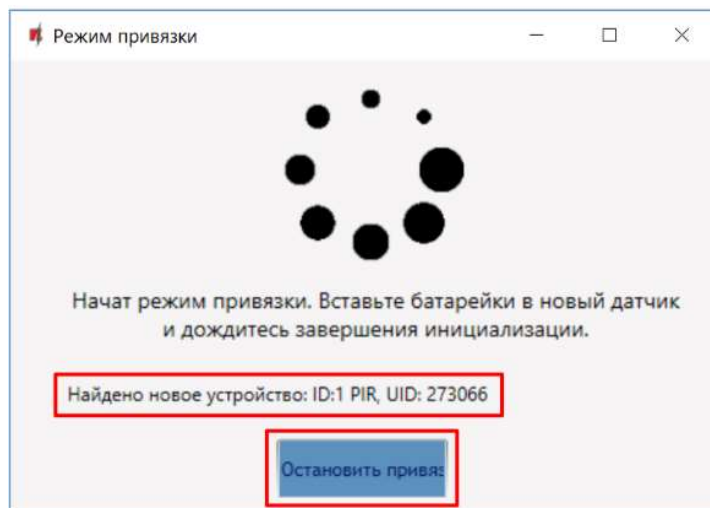 Режим привязки
Начат режим привязки. Вставьте батарейки в новый датчик
и дождитесь завершения инициализации.
Найдено новое устройство: ID:1 PIR, UID: 273066
Остановить привяз